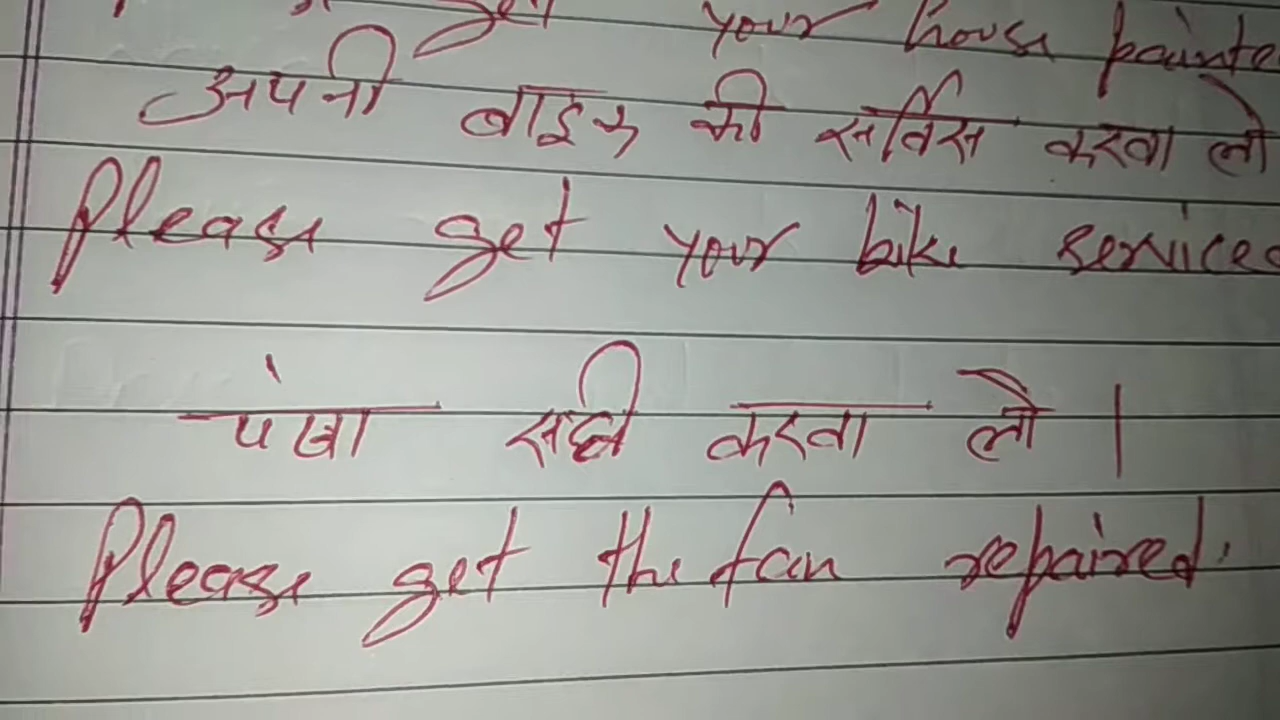 get your house painte
अपनी बाइक की सर्विस करवा लो
Please get your bike serviced
पंखा सही करवा लो।
Please get the fan repaired.